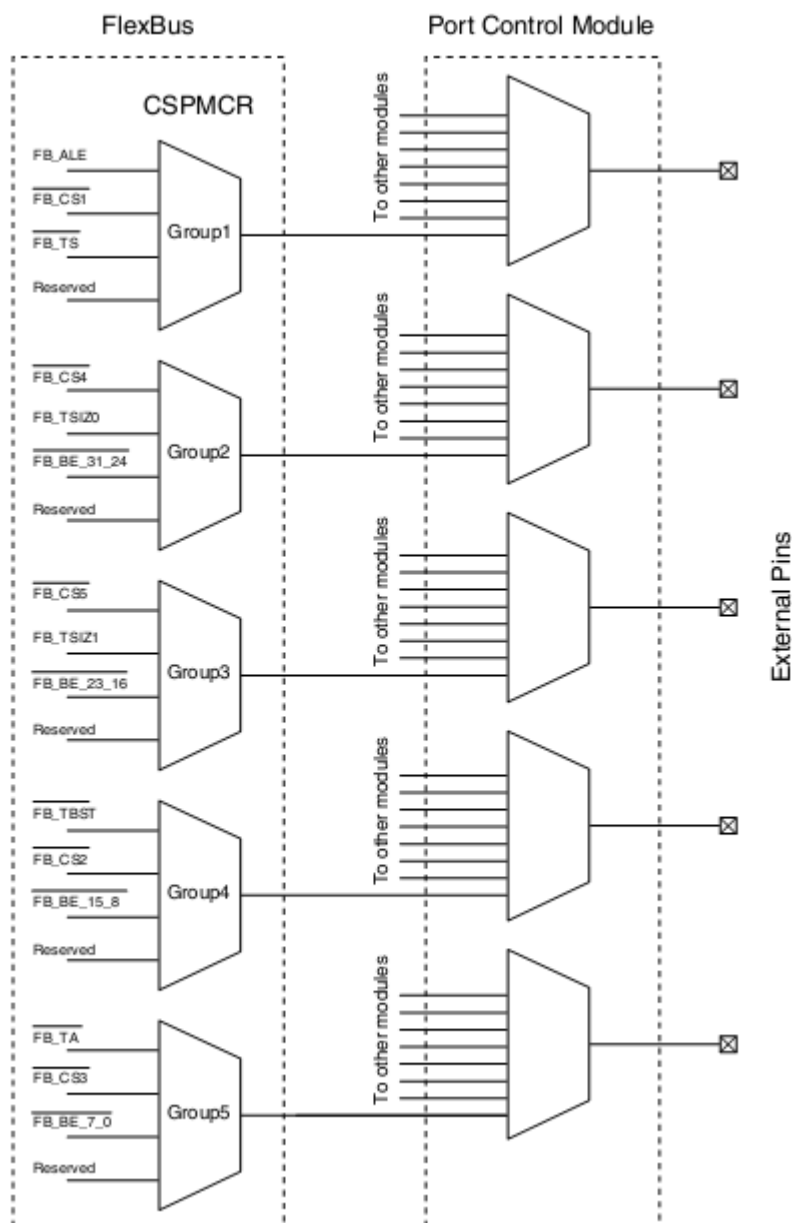 FlexBus
Port Control Module
CSPMCR
FB_ALE
FB_CS1
FB_TS
Reserved
Group1
To other modules
FB_CS4
FB_TSIZ0
FB_BE_31_24
Reserved
Group2
To other modules
FB_CS5
FB_TSIZ1
FB_BE_23_16
Reserved
Group3
To other modules
External Pins
FB_TBST
FB_CS2
FB_BE_15_8
Reserved
Group4
To other modules
FB_TA
FB_CS3
FB_BE_7_0
Reserved
Group5
To other modules